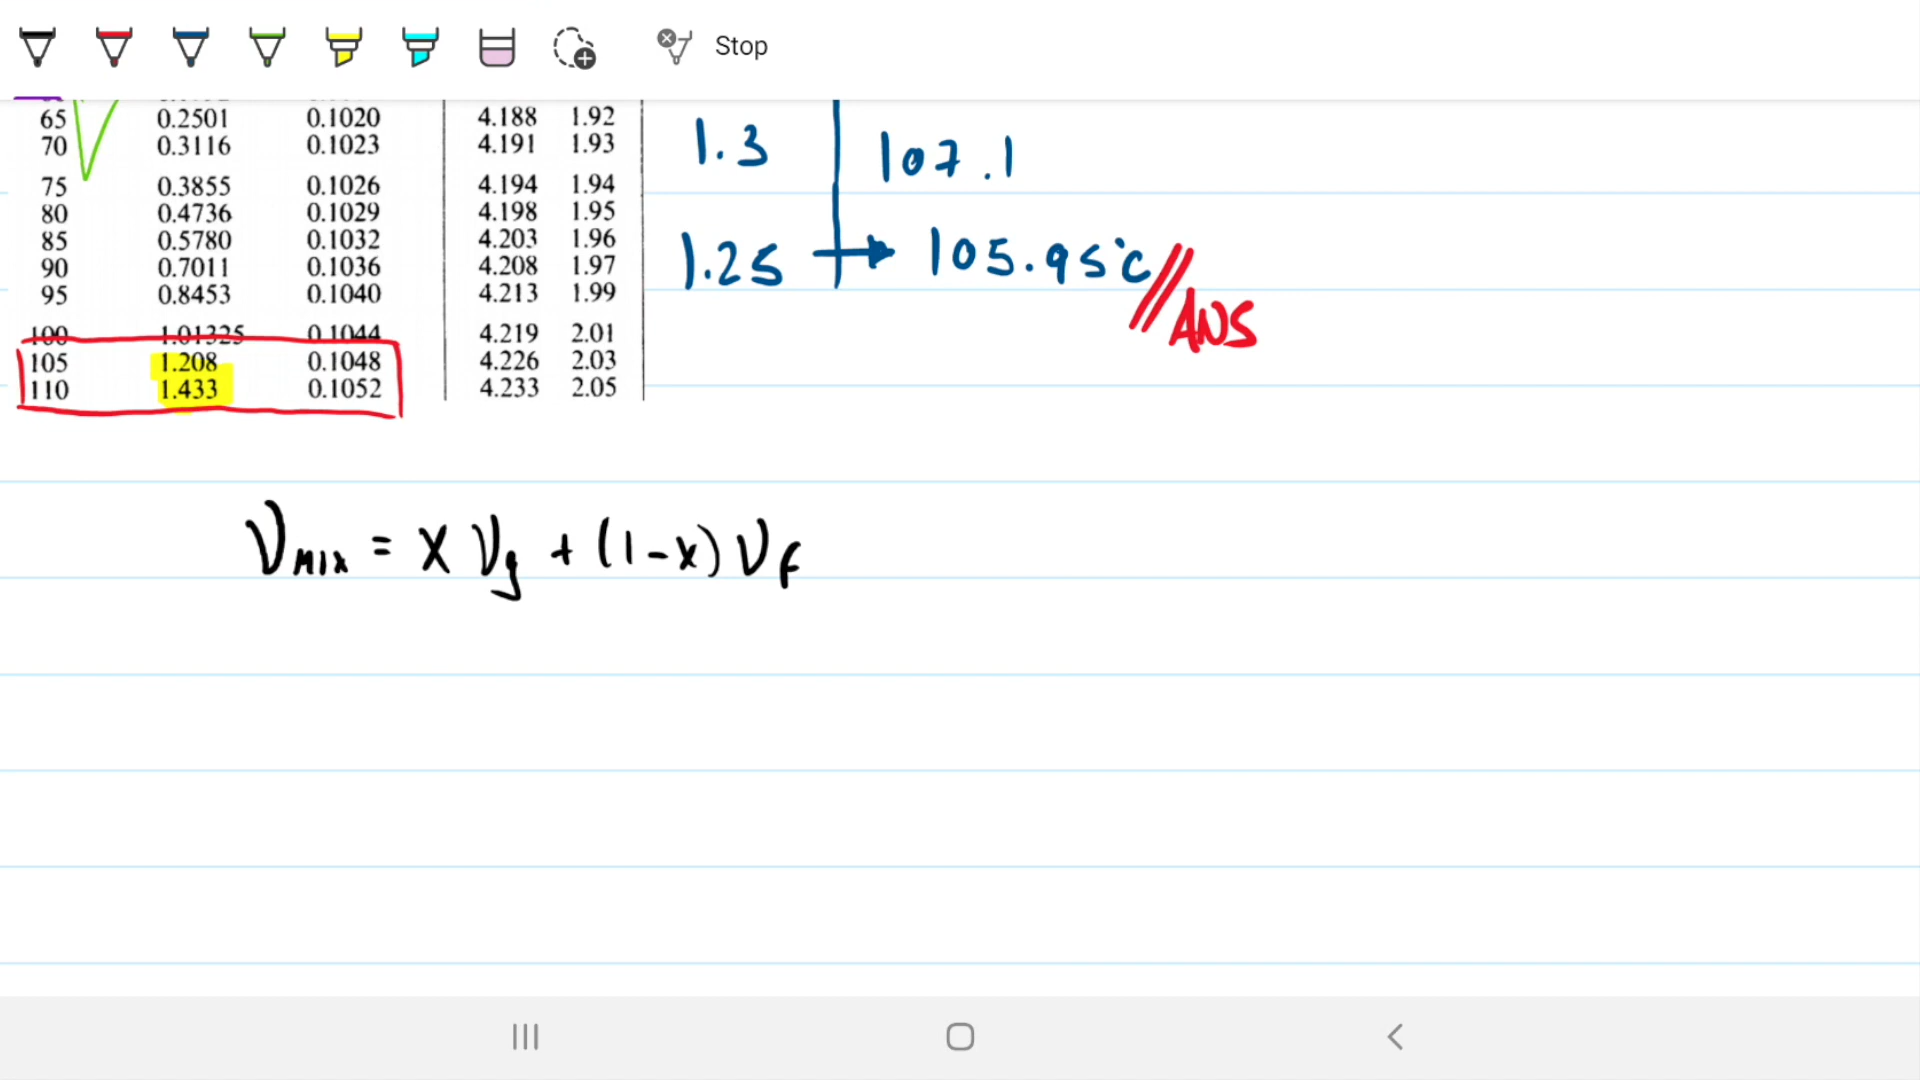 Stop
65 0.2501 0.1020 4.188 1.92
70 0.3116 0.1023 4.191 1.93
75 0.3855 0.1026 4.194 1.94
80 0.4736 0.1029 4.198 1.95
85 0.5780 0.1032 4.203 1.96
90 0.7011 0.1036 4.208 1.97
95 0.8453 0.1040 4.213 1.99
100 1.01325 0.1044 4.219 2.01
105 1.208 0.1048 4.226 2.03
110 1.433 0.1052 4.233 2.05
1.3 107.1
1.25 → 105.95°C // ANS
ν_MIX = x ν_g + (1-x) ν_f